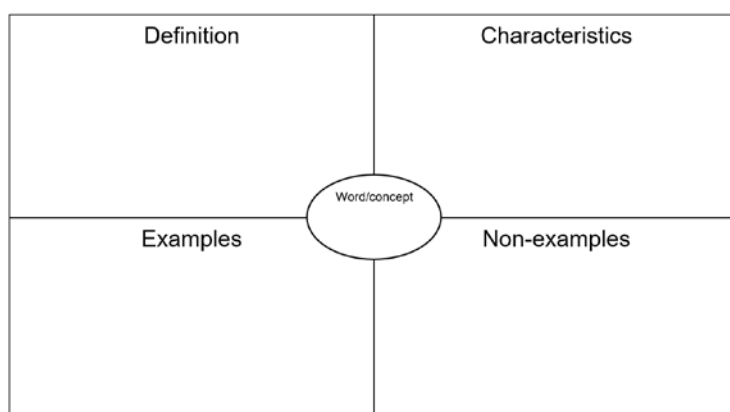 Definition
Characteristics
Word/concept
Examples
Non-examples